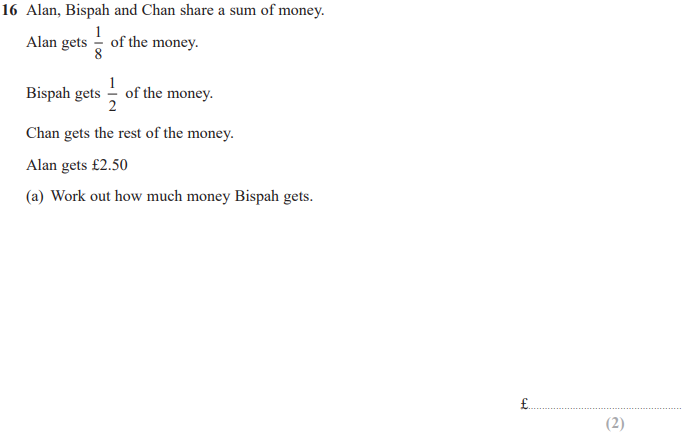 16 Alan, Bispah and Chan share a sum of money.
Alan gets 1/8 of the money.
Bispah gets 1/2 of the money.
Chan gets the rest of the money.
Alan gets £2.50
(a) Work out how much money Bispah gets.
£..............................................................
(2)